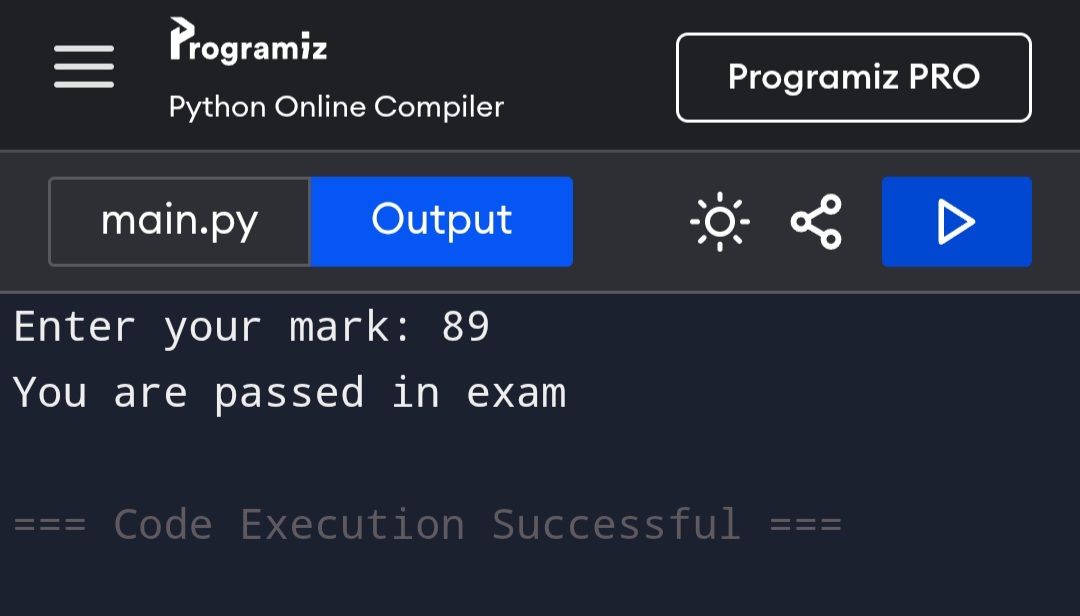 Programiz
Python Online Compiler
Programiz PRO
main.py
Output
Enter your mark: 89
You are passed in exam
=== Code Execution Successful ===